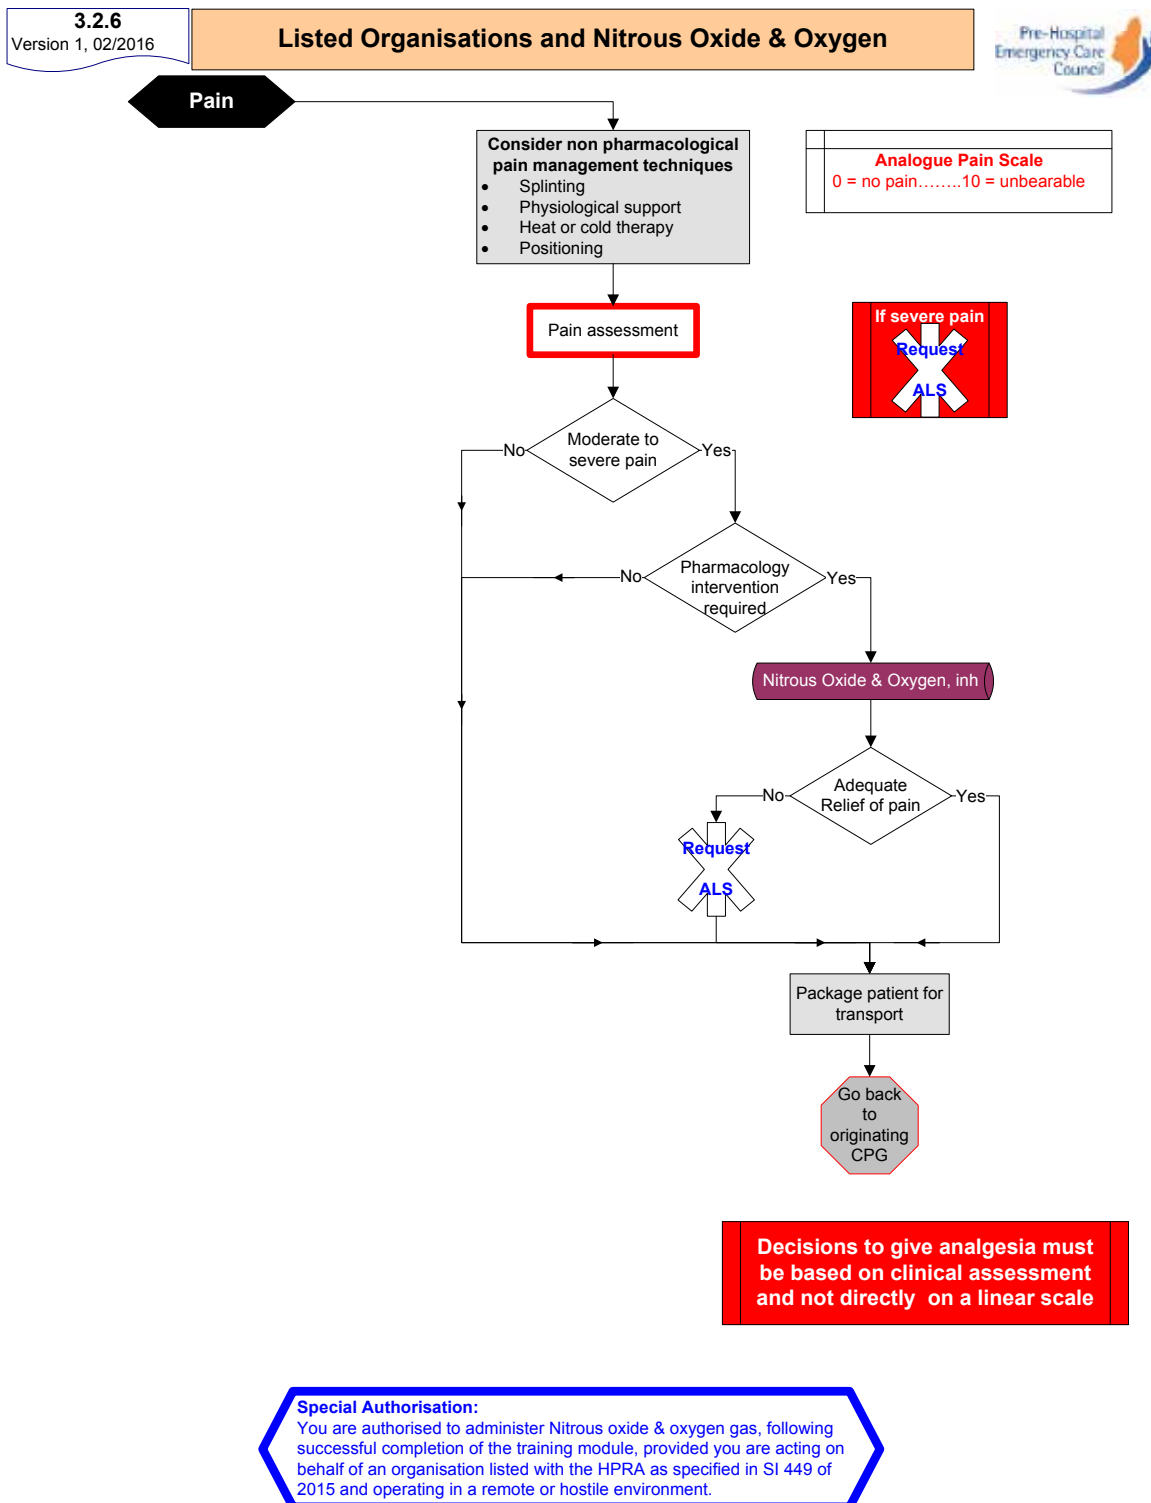 3.2.6
Version 1, 02/2016
Listed Organisations and Nitrous Oxide & Oxygen
Pre-Hospital
Emergency Care
Council
Pain
Consider non pharmacological
pain management techniques
• Splinting
• Physiological support
• Heat or cold therapy
• Positioning
Analogue Pain Scale
0 = no pain……..10 = unbearable
Pain assessment
If severe pain
Request
ALS
Moderate to
severe pain
No
Yes
Pharmacology
intervention
required
No
Yes
Nitrous Oxide & Oxygen, inh
Adequate
Relief of pain
No
Yes
Request
ALS
Package patient for
transport
Go back
to
originating
CPG
Decisions to give analgesia must
be based on clinical assessment
and not directly on a linear scale
Special Authorisation:
You are authorised to administer Nitrous oxide & oxygen gas, following
successful completion of the training module, provided you are acting on
behalf of an organisation listed with the HPRA as specified in SI 449 of
2015 and operating in a remote or hostile environment.